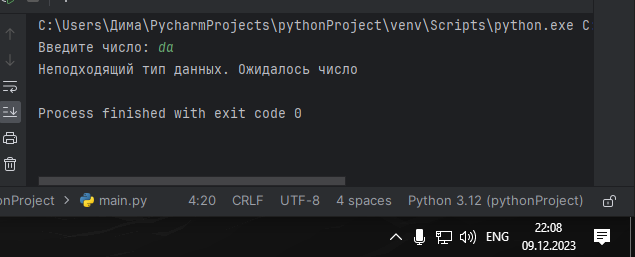 C:\Users\Дима\PycharmProjects\pythonProject\venv\Scripts\python.exe C
Введите число: da
Неподходящий тип данных. Ожидалось число
Process finished with exit code 0
onProject > main.py 4:20 CRLF UTF-8 4 spaces Python 3.12 (pythonProject)
ENG 22:08
09.12.2023